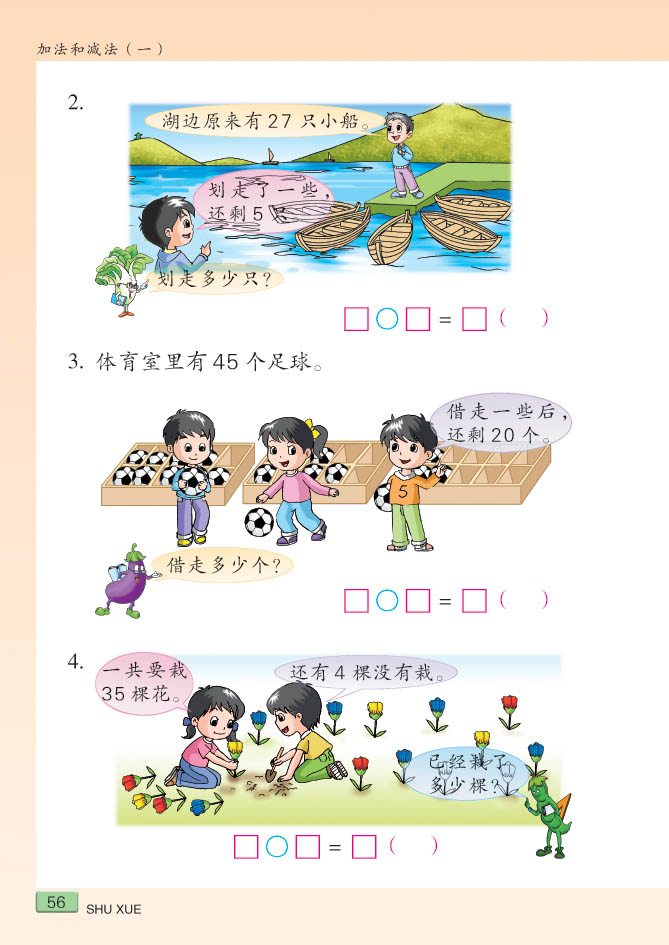 加法和减法(一)
2.
湖边原来有27只小船。
划走了一些,
还剩5只。
划走多少只?
□○□=□( )
3. 体育室里有45个足球。
借走一些后,
还剩20个。
5
借走多少个?
□○□=□( )
4.
一共要栽
35棵花。
还有4棵没有栽。
已经栽了
多少棵?
□○□=□( )
56
SHU XUE